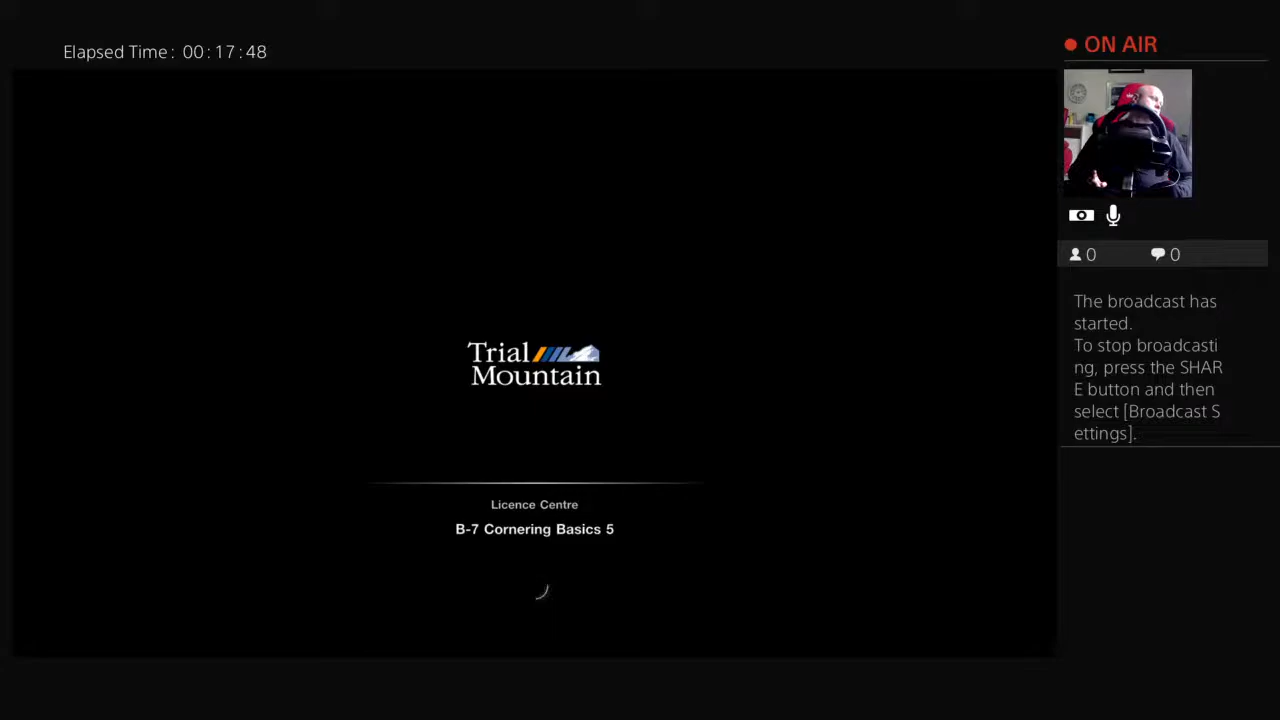 Elapsed Time: 00:17:48
ON AIR
0 0
The broadcast has
started.
To stop broadcasti
ng, press the SHAR
E button and then
select [Broadcast S
ettings].
Trial
Mountain
Licence Centre
B-7 Cornering Basics 5